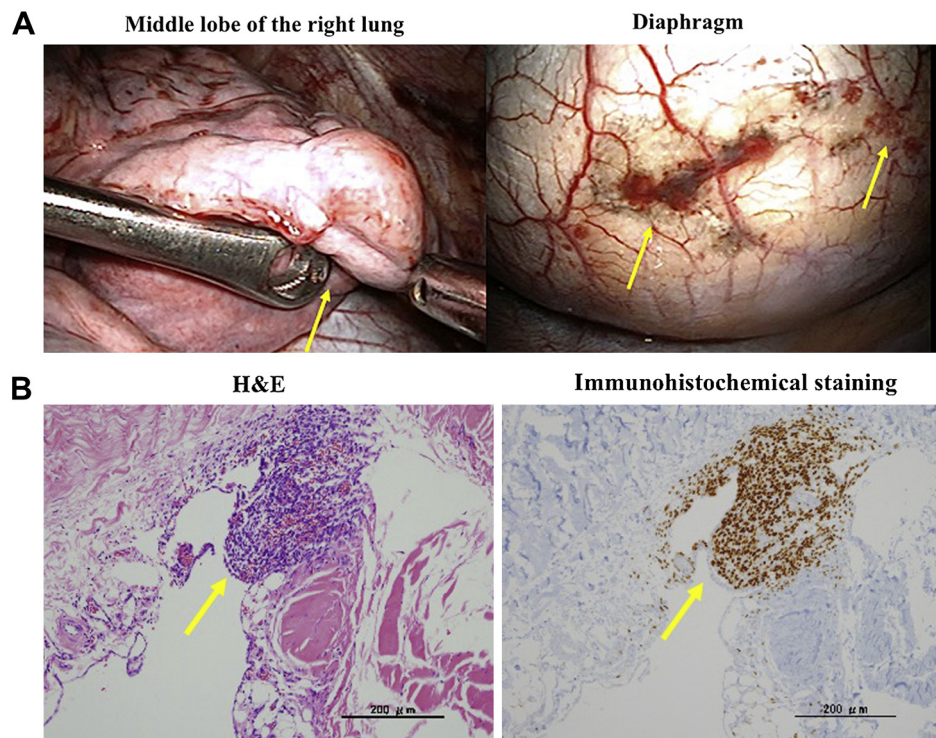 A
Middle lobe of the right lung
Diaphragm
B
H&E
Immunohistochemical staining
200 μm
200 μm